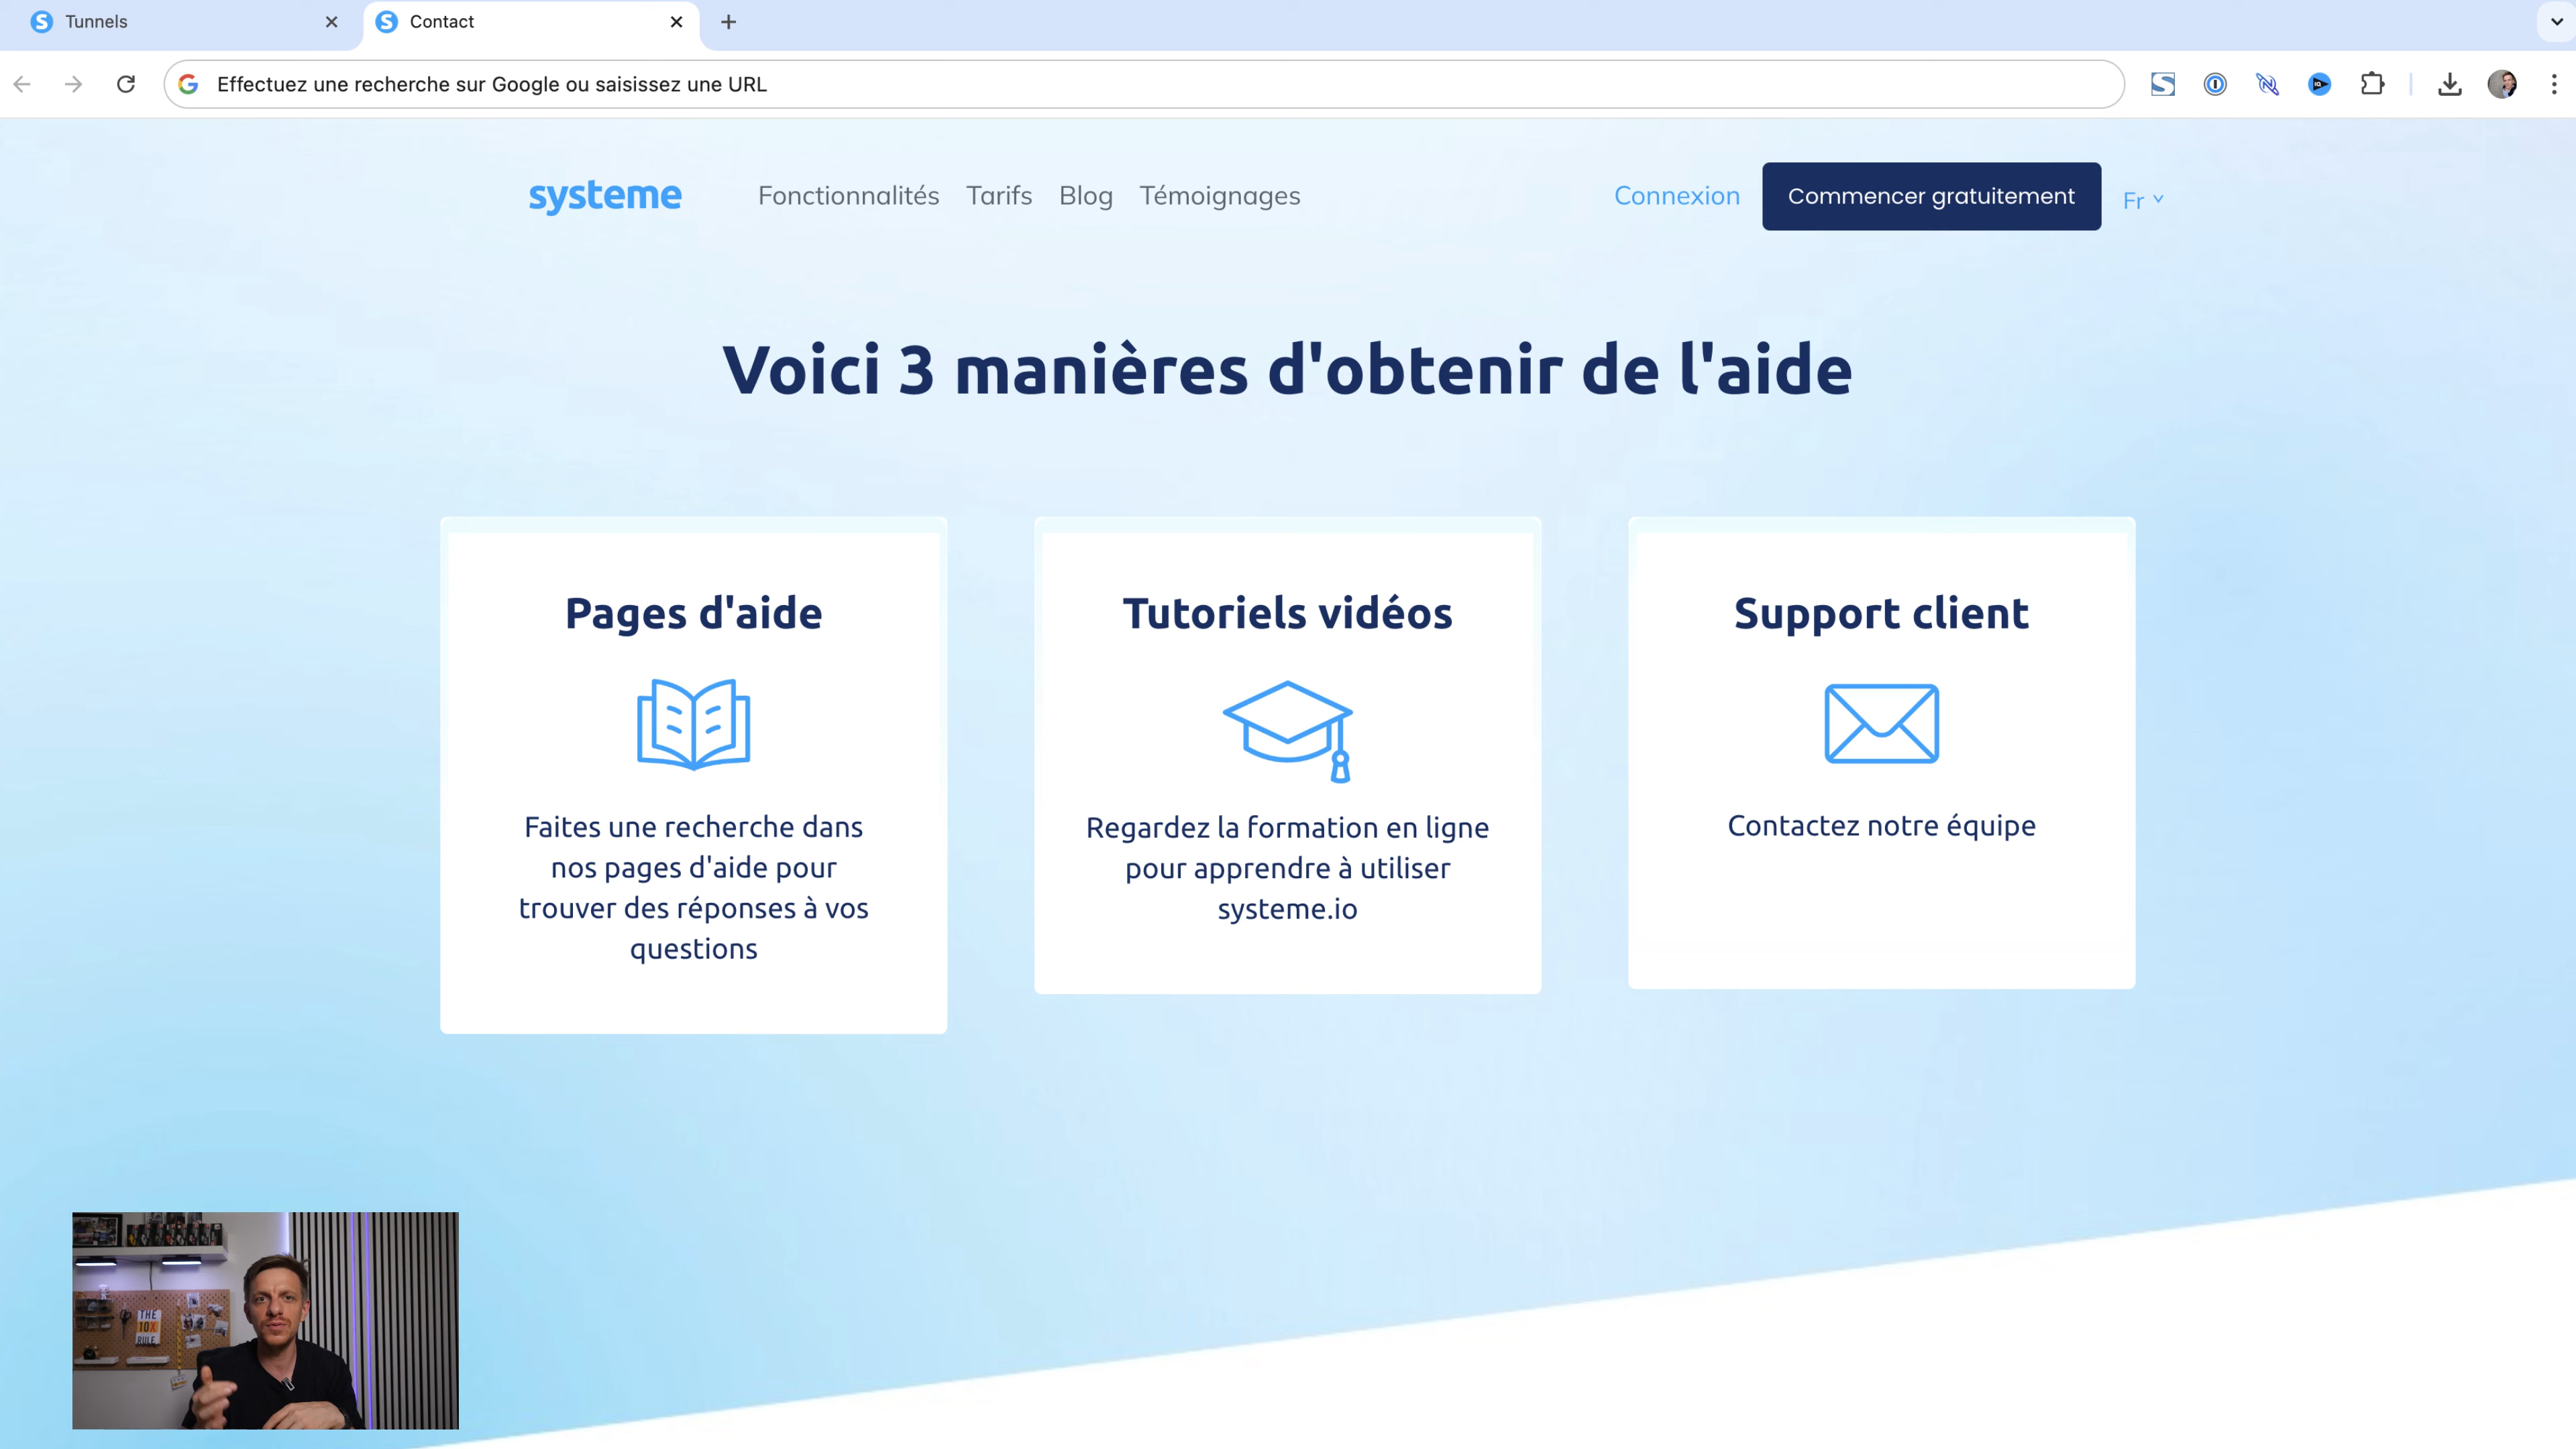 Tunnels
Contact
Effectuez une recherche sur Google ou saisissez une URL
systeme
Fonctionnalités Tarifs Blog Témoignages
Connexion
Commencer gratuitement
Fr
Voici 3 manières d'obtenir de l'aide
Pages d'aide
Faites une recherche dans
nos pages d'aide pour
trouver des réponses à vos
questions
Tutoriels vidéos
Regardez la formation en ligne
pour apprendre à utiliser
systeme.io
Support client
Contactez notre équipe
THE
10X
RULE